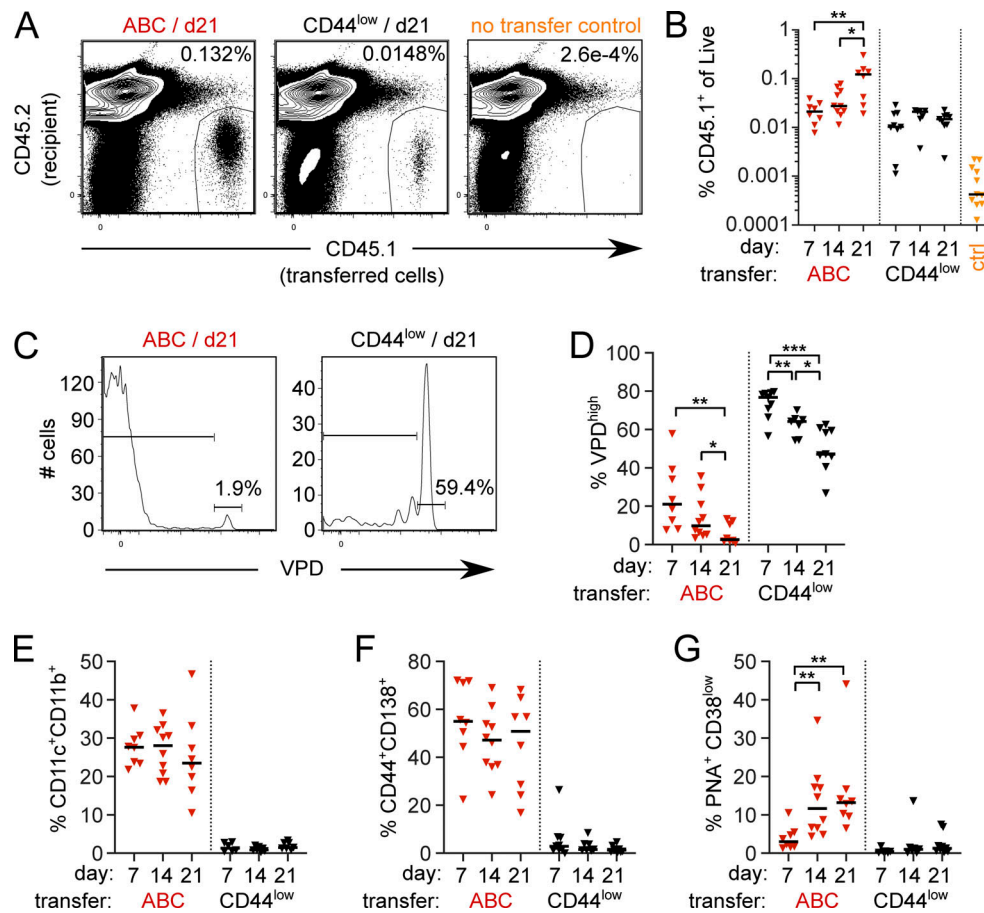 A
ABC / d21
CD44low / d21
no transfer control
0.132%
0.0148%
2.6e-4%
CD45.2
(recipient)
0
0
0
0
0
0
CD45.1
(transferred cells)
B
% CD45.1+ of Live
1
0.1
0.01
0.001
0.0001
**
*
day: 7 14 21 7 14 21
transfer: ABC CD44low ctrl
C
ABC / d21
CD44low / d21
# cells
120
90
60
30
0
1.9%
0
40
30
20
10
0
59.4%
0
VPD
D
% VPDhigh
100
80
60
40
20
0
**
*
***
** *
day: 7 14 21 7 14 21
transfer: ABC CD44low
E
% CD11c+CD11b+
50
40
30
20
10
0
day: 7 14 21 7 14 21
transfer: ABC CD44low
F
% CD44+CD138+
80
60
40
20
0
day: 7 14 21 7 14 21
transfer: ABC CD44low
G
% PNA+ CD38low
50
40
30
20
10
0
**
**
day: 7 14 21 7 14 21
transfer: ABC CD44low